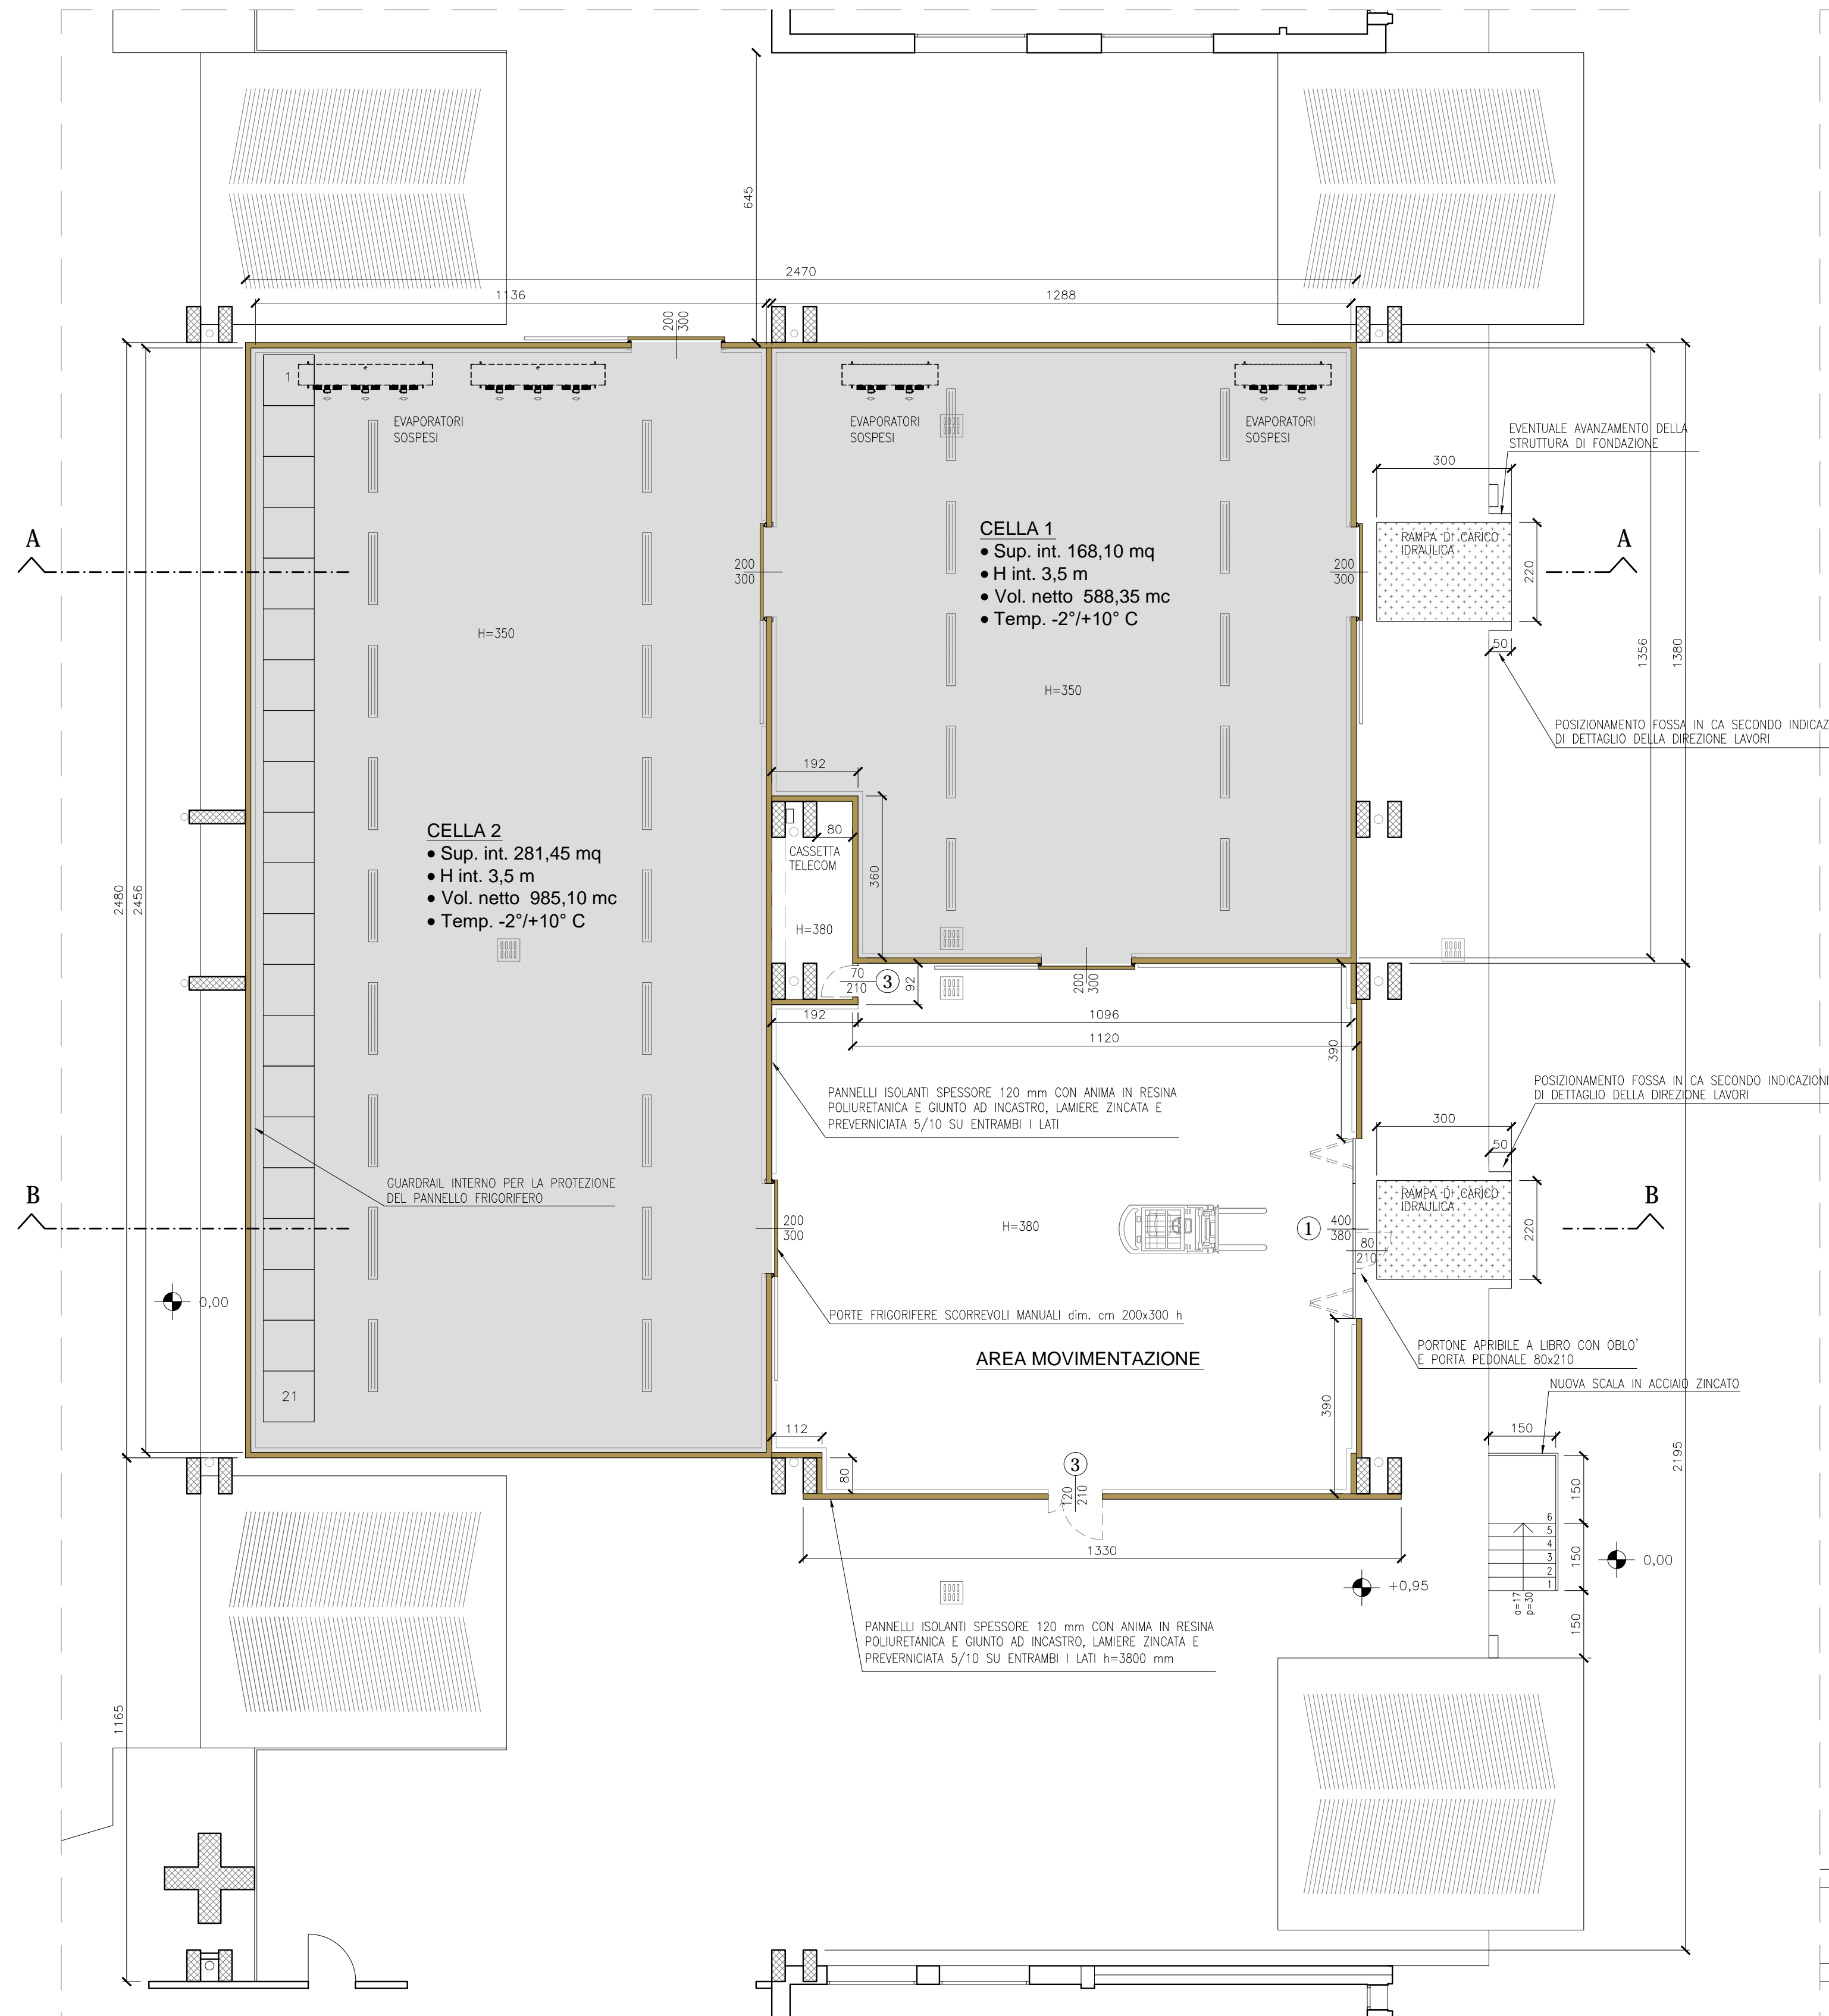 645
2470
1136
1288
200
300
1
EVAPORATORI
SOSPESI
EVAPORATORI
SOSPESI
EVAPORATORI
SOSPESI
EVENTUALE AVANZAMENTO DELLA
STRUTTURA DI FONDAZIONE
300
A
A
CELLA 1
• Sup. int. 168,10 mq
• H int. 3,5 m
• Vol. netto 588,35 mc
• Temp. -2°/+10° C
200
300
200
300
RAMPA DI CARICO
IDRAULICA
220
H=350
50
1356
1380
H=350
POSIZIONAMENTO FOSSA IN CA SECONDO INDICAZ
DI DETTAGLIO DELLA DIREZIONE LAVORI
192
CELLA 2
• Sup. int. 281,45 mq
• H int. 3,5 m
• Vol. netto 985,10 mc
• Temp. -2°/+10° C
80
CASSETTA
TELECOM
360
2480
2456
H=380
70
210
3
92
200
300
192
1096
1120
390
PANNELLI ISOLANTI SPESSORE 120 mm CON ANIMA IN RESINA
POLIURETANICA E GIUNTO AD INCASTRO, LAMIERE ZINCATA E
PREVERNICIATA 5/10 SU ENTRAMBI I LATI
POSIZIONAMENTO FOSSA IN CA SECONDO INDICAZIONI
DI DETTAGLIO DELLA DIREZIONE LAVORI
300
50
GUARDRAIL INTERNO PER LA PROTEZIONE
DEL PANNELLO FRIGORIFERO
B
B
RAMPA DI CARICO
IDRAULICA
220
200
300
H=380
1
400
380
80
210
0,00
PORTE FRIGORIFERE SCORREVOLI MANUALI dim. cm 200x300 h
AREA MOVIMENTAZIONE
PORTONE APRIBILE A LIBRO CON OBLO'
E PORTA PEDONALE 80x210
NUOVA SCALA IN ACCIAIO ZINCATO
21
390
112
150
2195
80
3
120
210
150
6
5
4
3
2
1
150
0,00
1330
+0,95
a=17
p=30
150
PANNELLI ISOLANTI SPESSORE 120 mm CON ANIMA IN RESINA
POLIURETANICA E GIUNTO AD INCASTRO, LAMIERE ZINCATA E
PREVERNICIATA 5/10 SU ENTRAMBI I LATI h=3800 mm
1165